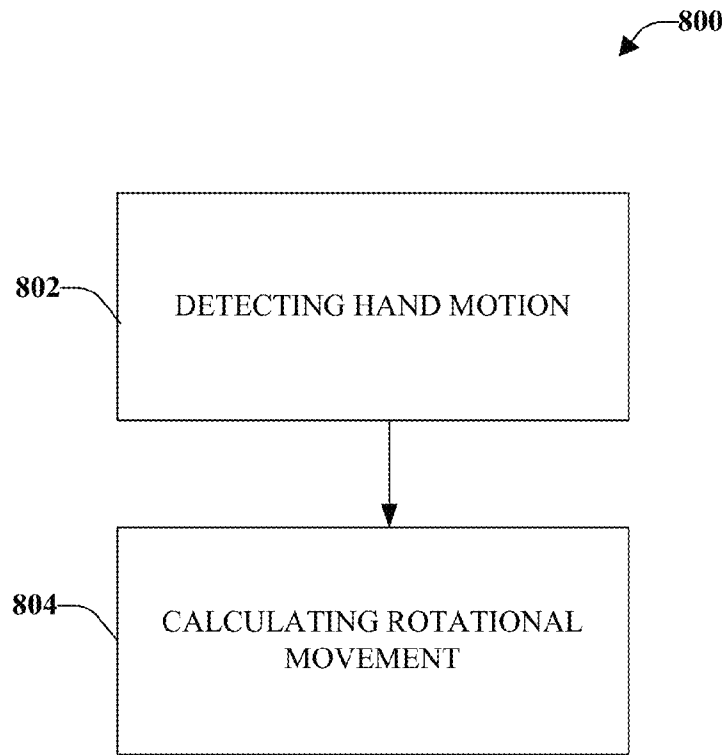 800
802
DETECTING HAND MOTION
804
CALCULATING ROTATIONAL
MOVEMENT